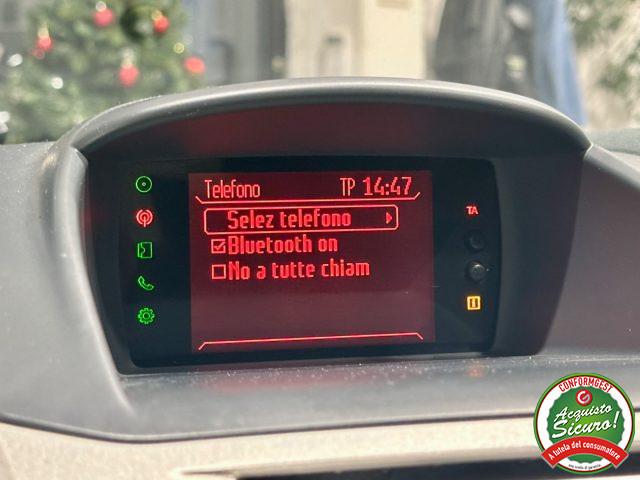 Telefono TP 14:47
Selez telefono
Bluetooth on
No a tutte chiam
TA
i
CONFORMGEST
Acquisto
Sicuro!
A tutela del consumatore